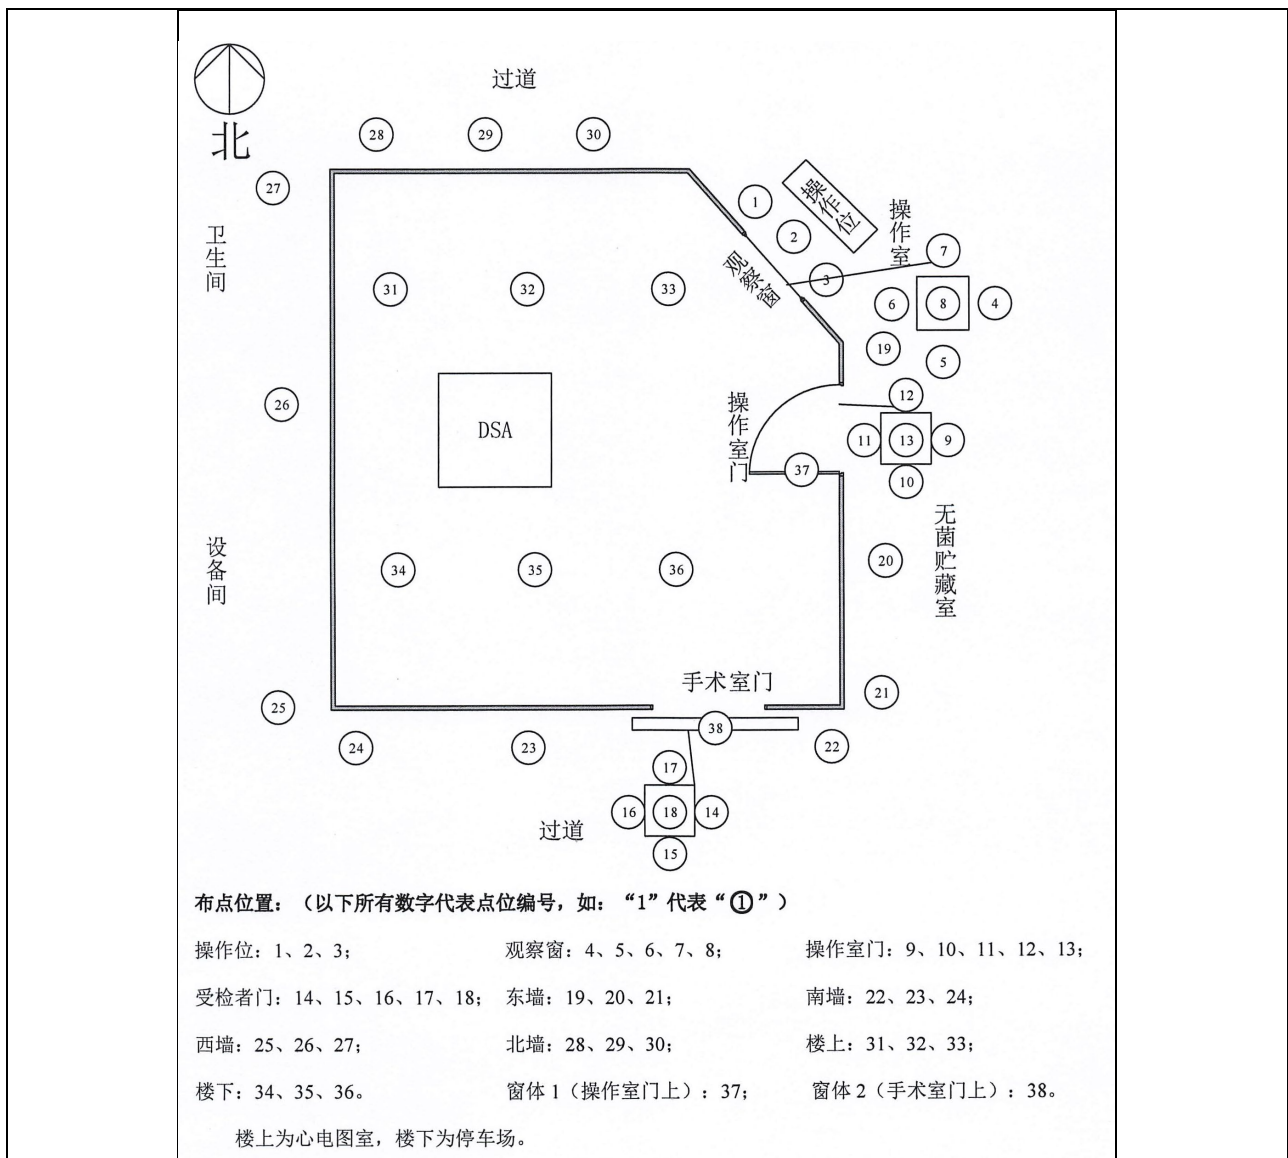 北
过道
28
29
30
27
卫生间
1
操作位
操作室
2
7
观察窗
3
6
8
4
31
32
33
19
5
26
DSA
操作室门
12
11
13
9
37
10
无菌贮藏室
设备间
34
35
36
20
手术室门
21
25
24
23
38
22
17
16
18
14
15
过道
布点位置：（以下所有数字代表点位编号，如：“1”代表“①”）
操作位：1、2、3； 观察窗：4、5、6、7、8； 操作室门：9、10、11、12、13；
受检者门：14、15、16、17、18； 东墙：19、20、21； 南墙：22、23、24；
西墙：25、26、27； 北墙：28、29、30； 楼上：31、32、33；
楼下：34、35、36。 窗体 1（操作室门上）：37； 窗体 2（手术室门上）：38。
楼上为心电图室，楼下为停车场。